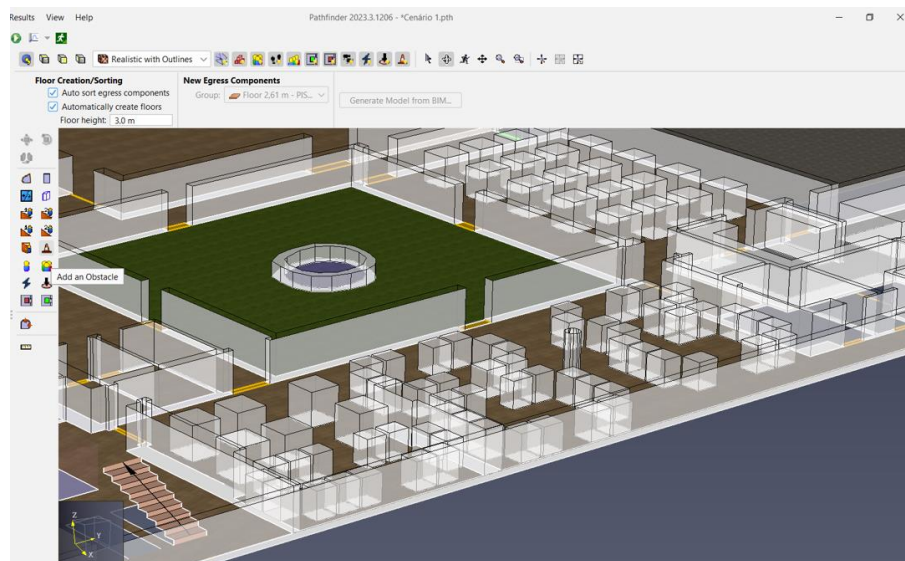 Results View Help
Pathfinder 2023.3.1206 - *Cenário 1.pth
Realistic with Outlines
Floor Creation/Sorting
New Egress Components
Auto sort egress components
Group: Floor 2,61 m - PIS...
Generate Model from BIM...
Automatically create floors
Floor height: 3.0 m
Add an Obstacle
Z
Y
X